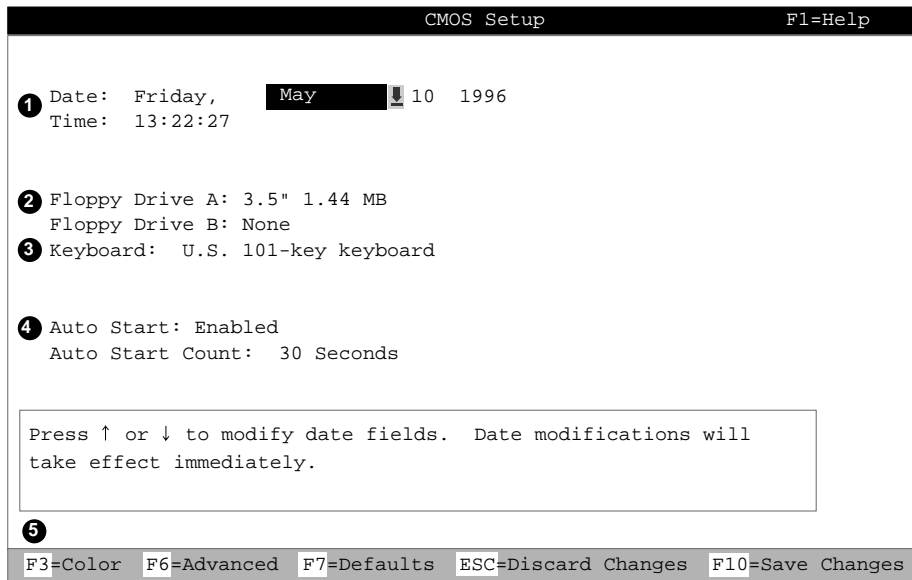 CMOS Setup F1=Help
1 Date: Friday, May 10 1996
Time: 13:22:27
2 Floppy Drive A: 3.5" 1.44 MB
Floppy Drive B: None
3 Keyboard: U.S. 101-key keyboard
4 Auto Start: Enabled
Auto Start Count: 30 Seconds
Press ↑ or ↓ to modify date fields. Date modifications will
take effect immediately.
5
F3=Color F6=Advanced F7=Defaults ESC=Discard Changes F10=Save Changes